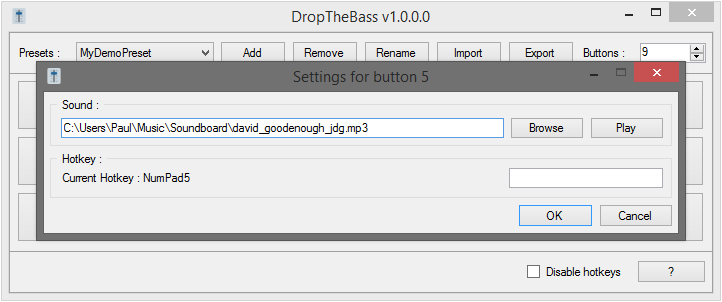 DropTheBass v1.0.0.0
Presets : MyDemoPreset Add Remove Rename Import Export Buttons : 9
Settings for button 5
Sound :
C:\Users\Paul\Music\Soundboard\david_goodenough_jdg.mp3 Browse Play
Hotkey :
Current Hotkey : NumPad5
OK Cancel
Disable hotkeys ?